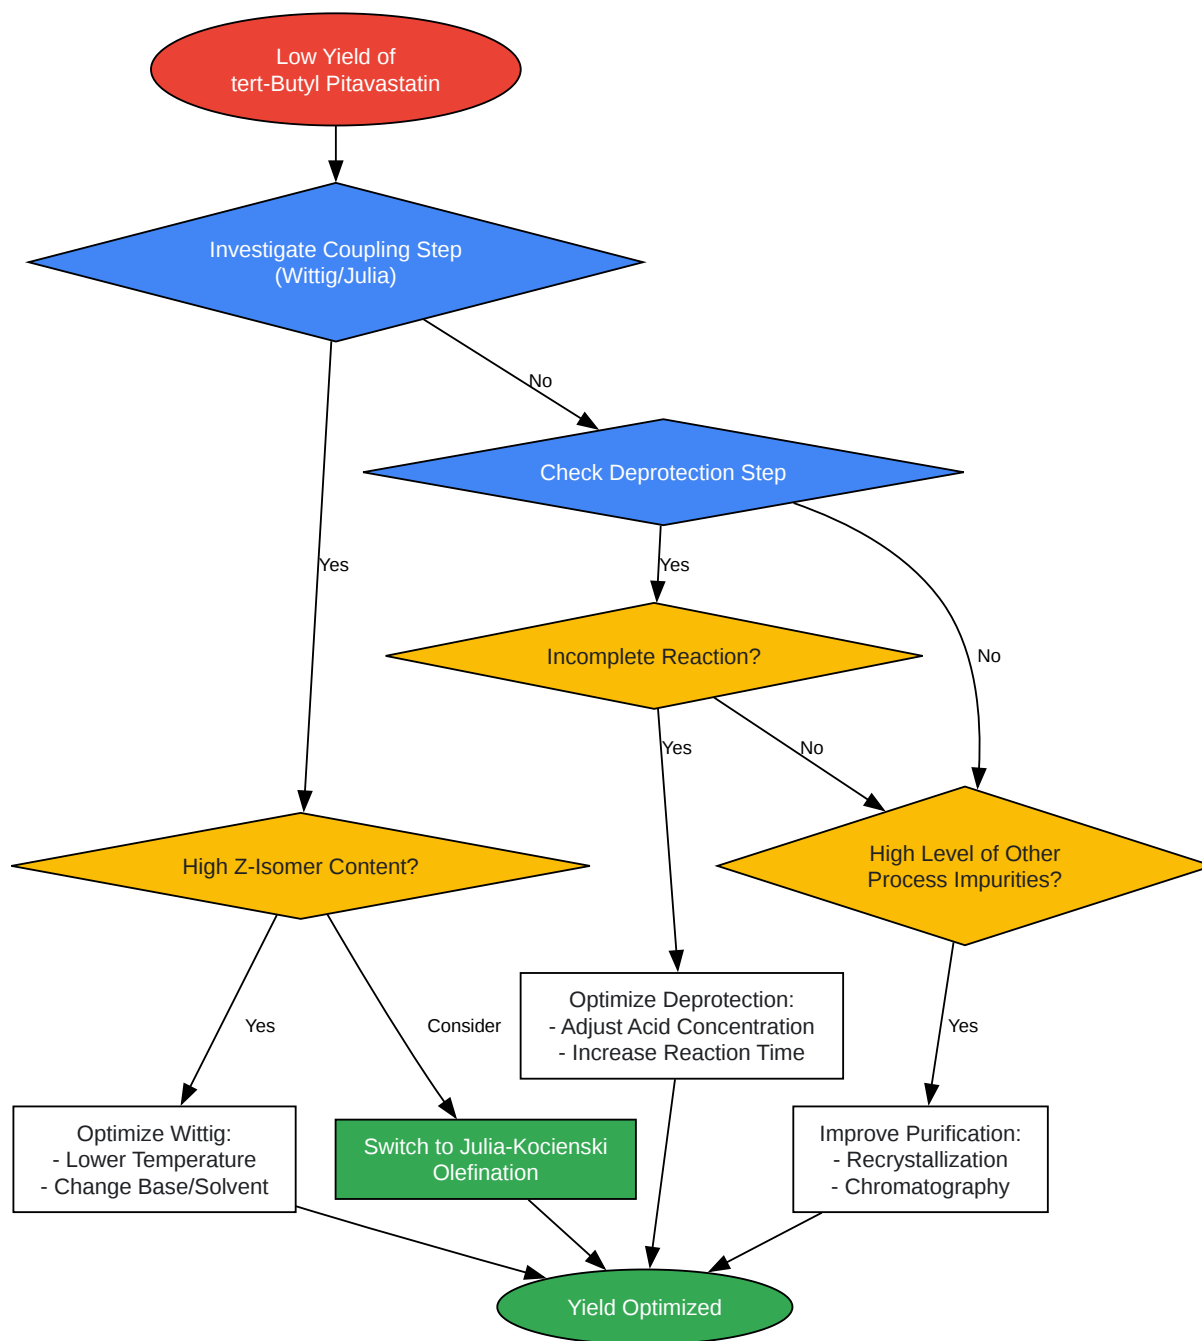 Low Yield of
tert-Butyl Pitavastatin
Investigate Coupling Step
(Wittig/Julia)
No
Check Deprotection Step
Yes
Yes
Incomplete Reaction?
No
Yes
No
High Z-Isomer Content?
High Level of Other
Process Impurities?
Optimize Deprotection:
- Adjust Acid Concentration
- Increase Reaction Time
Yes
Consider
Yes
Optimize Wittig:
- Lower Temperature
- Change Base/Solvent
Switch to Julia-Kocienski
Olefination
Improve Purification:
- Recrystallization
- Chromatography
Yield Optimized